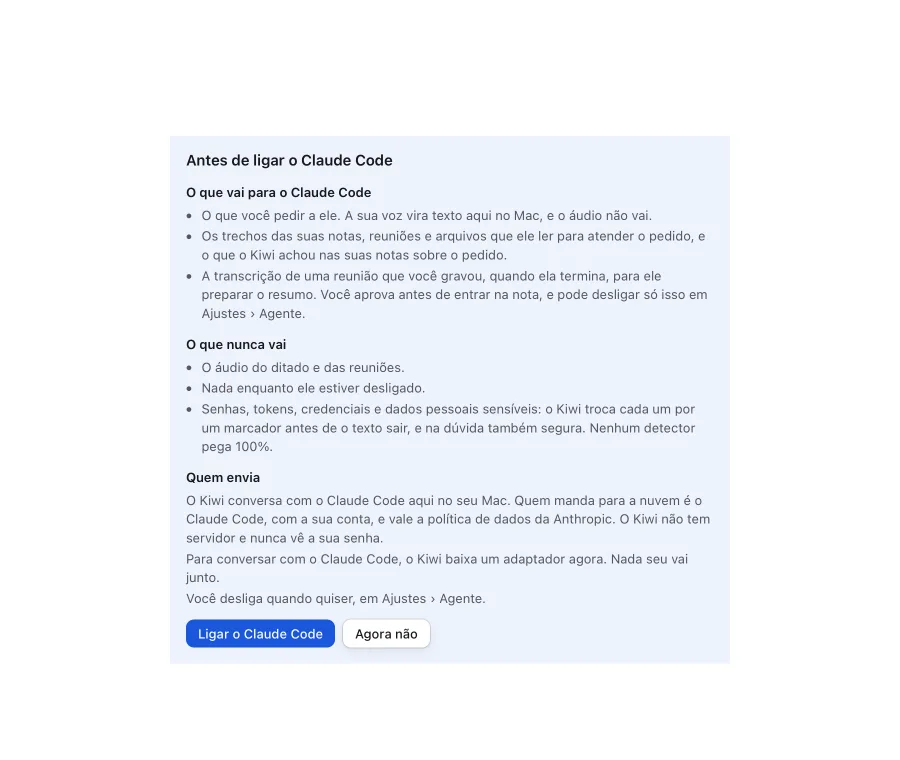 Antes de ligar o Claude Code
O que vai para o Claude Code
• O que você pedir a ele. A sua voz vira texto aqui no Mac, e o áudio não vai.
• Os trechos das suas notas, reuniões e arquivos que ele ler para atender o pedido, e
o que o Kiwi achou nas suas notas sobre o pedido.
• A transcrição de uma reunião que você gravou, quando ela termina, para ele
preparar o resumo. Você aprova antes de entrar na nota, e pode desligar só isso em
Ajustes › Agente.
O que nunca vai
• O áudio do ditado e das reuniões.
• Nada enquanto ele estiver desligado.
• Senhas, tokens, credenciais e dados pessoais sensíveis: o Kiwi troca cada um por
um marcador antes de o texto sair, e na dúvida também segura. Nenhum detector
pega 100%.
Quem envia
O Kiwi conversa com o Claude Code aqui no seu Mac. Quem manda para a nuvem é o
Claude Code, com a sua conta, e vale a política de dados da Anthropic. O Kiwi não tem
servidor e nunca vê a sua senha.
Para conversar com o Claude Code, o Kiwi baixa um adaptador agora. Nada seu vai
junto.
Você desliga quando quiser, em Ajustes › Agente.
Ligar o Claude Code
Agora não